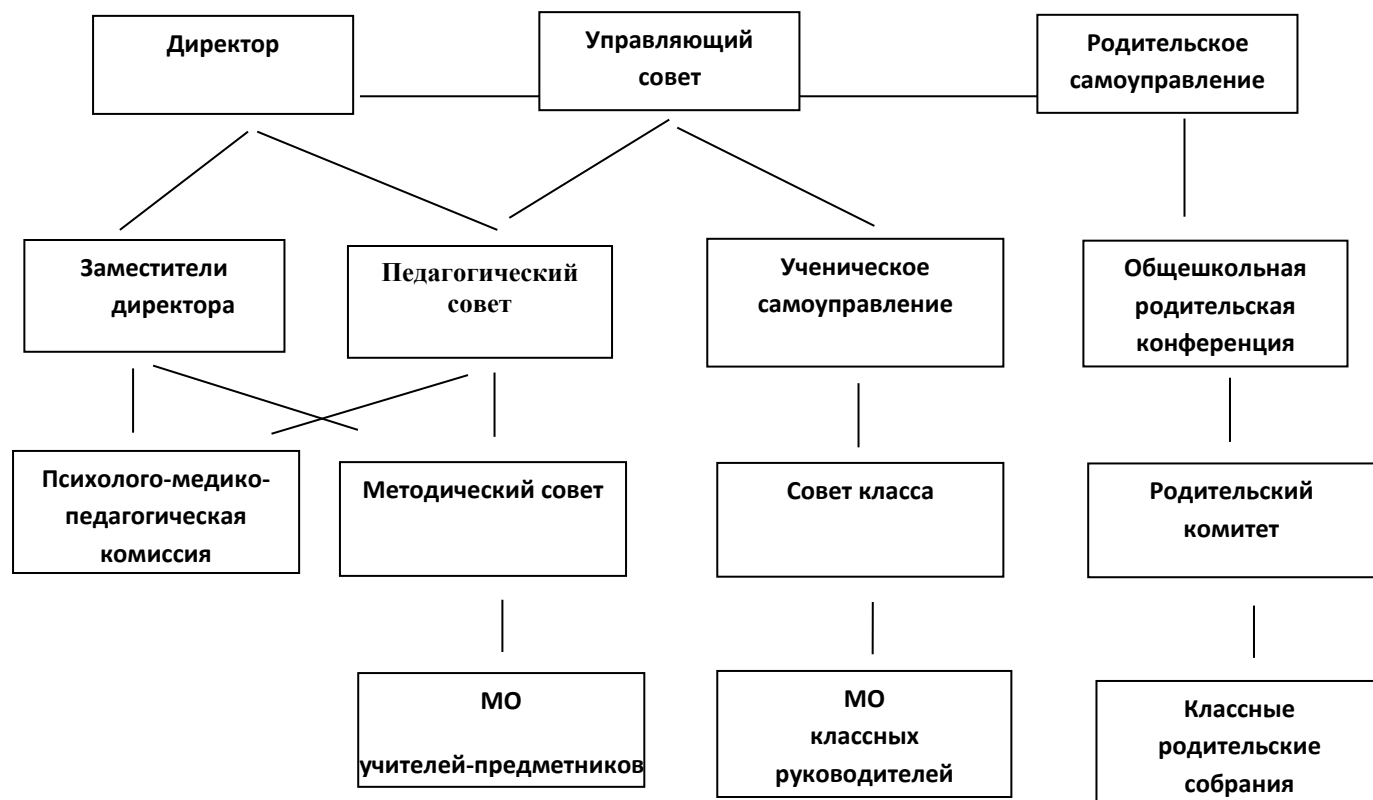 Директор
Управляющий
совет
Родительское
самоуправление
Заместители
директора
Педагогический
совет
Ученическое
самоуправление
Общешкольная
родительская
конференция
Психолого-медико-
педагогическая
комиссия
Методический совет
Совет класса
Родительский
комитет
МО
учителей-предметников
МО
классных
руководителей
Классные
родительские
собрания